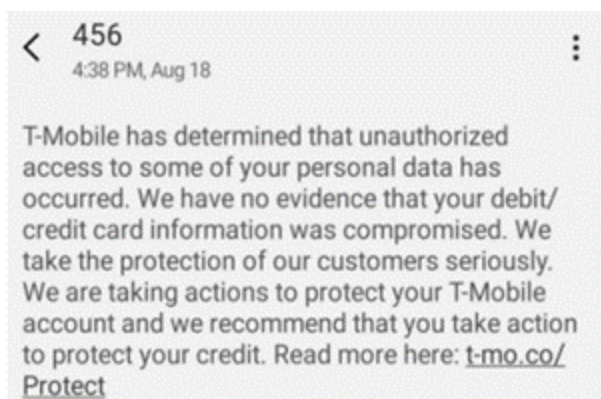 456
4:38 PM, Aug 18
T-Mobile has determined that unauthorized
access to some of your personal data has
occurred. We have no evidence that your debit/
credit card information was compromised. We
take the protection of our customers seriously.
We are taking actions to protect your T-Mobile
account and we recommend that you take action
to protect your credit. Read more here: t-mo.co/
Protect